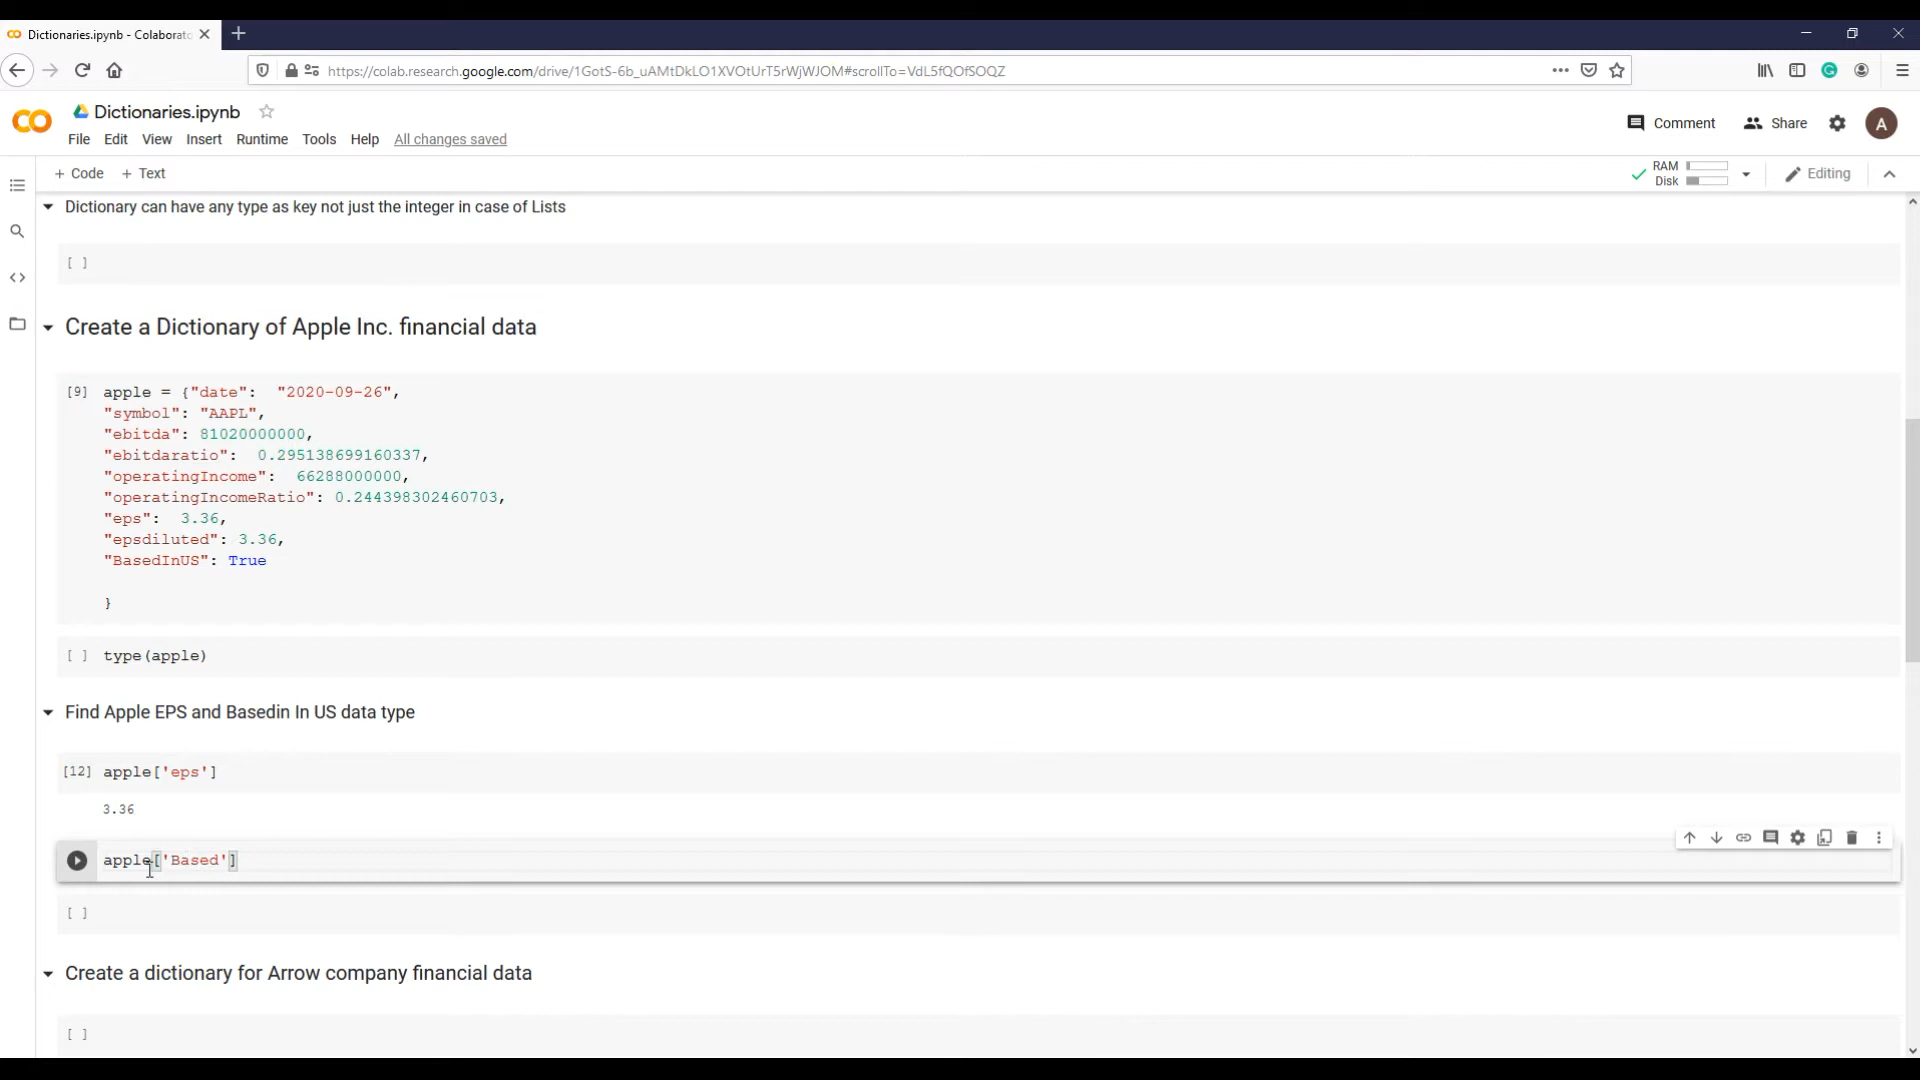 Dictionaries.ipynb - Colaborato
https://colab.research.google.com/drive/1GotS-6b_uAMtDkLO1XVOtUrT5rWjWJOM#scrollTo=VdL5fQOfSOQZ
Dictionaries.ipynb
File Edit View Insert Runtime Tools Help All changes saved
Comment Share A
+ Code + Text
RAM
Disk
Editing
Dictionary can have any type as key not just the integer in case of Lists
[ ]
Create a Dictionary of Apple Inc. financial data
[9] apple = {"date":  "2020-09-26",
"symbol": "AAPL",
"ebitda": 81020000000,
"ebitdaratio":  0.295138699160337,
"operatingIncome":  66288000000,
"operatingIncomeRatio": 0.244398302460703,
"eps":  3.36,
"epsdiluted": 3.36,
"BasedInUS": True
}
[ ] type(apple)
Find Apple EPS and Basedin In US data type
[12] apple['eps']
3.36
apple['Based']
[ ]
Create a dictionary for Arrow company financial data
[ ]